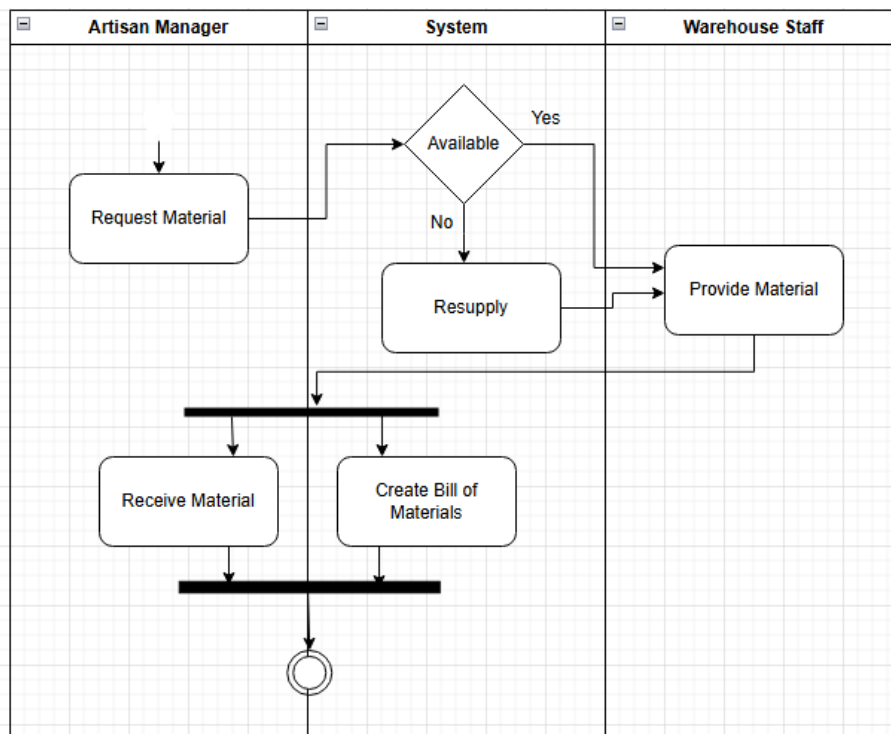 Artisan Manager
System
Warehouse Staff
Yes
Available
Request Material
No
Provide Material
Resupply
Receive Material
Create Bill of
Materials